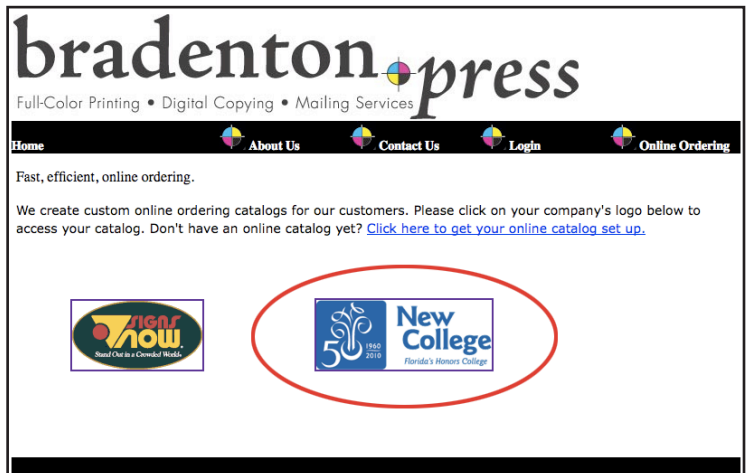 bradenton press
Full-Color Printing • Digital Copying • Mailing Services
Home About Us Contact Us Login Online Ordering
Fast, efficient, online ordering.
We create custom online ordering catalogs for our customers. Please click on your company's logo below to
access your catalog. Don't have an online catalog yet? Click here to get your online catalog set up.
SIGNS
NOW
Stand Out in a Crowded World
50 1960
2010
New
College
Florida's Honors College